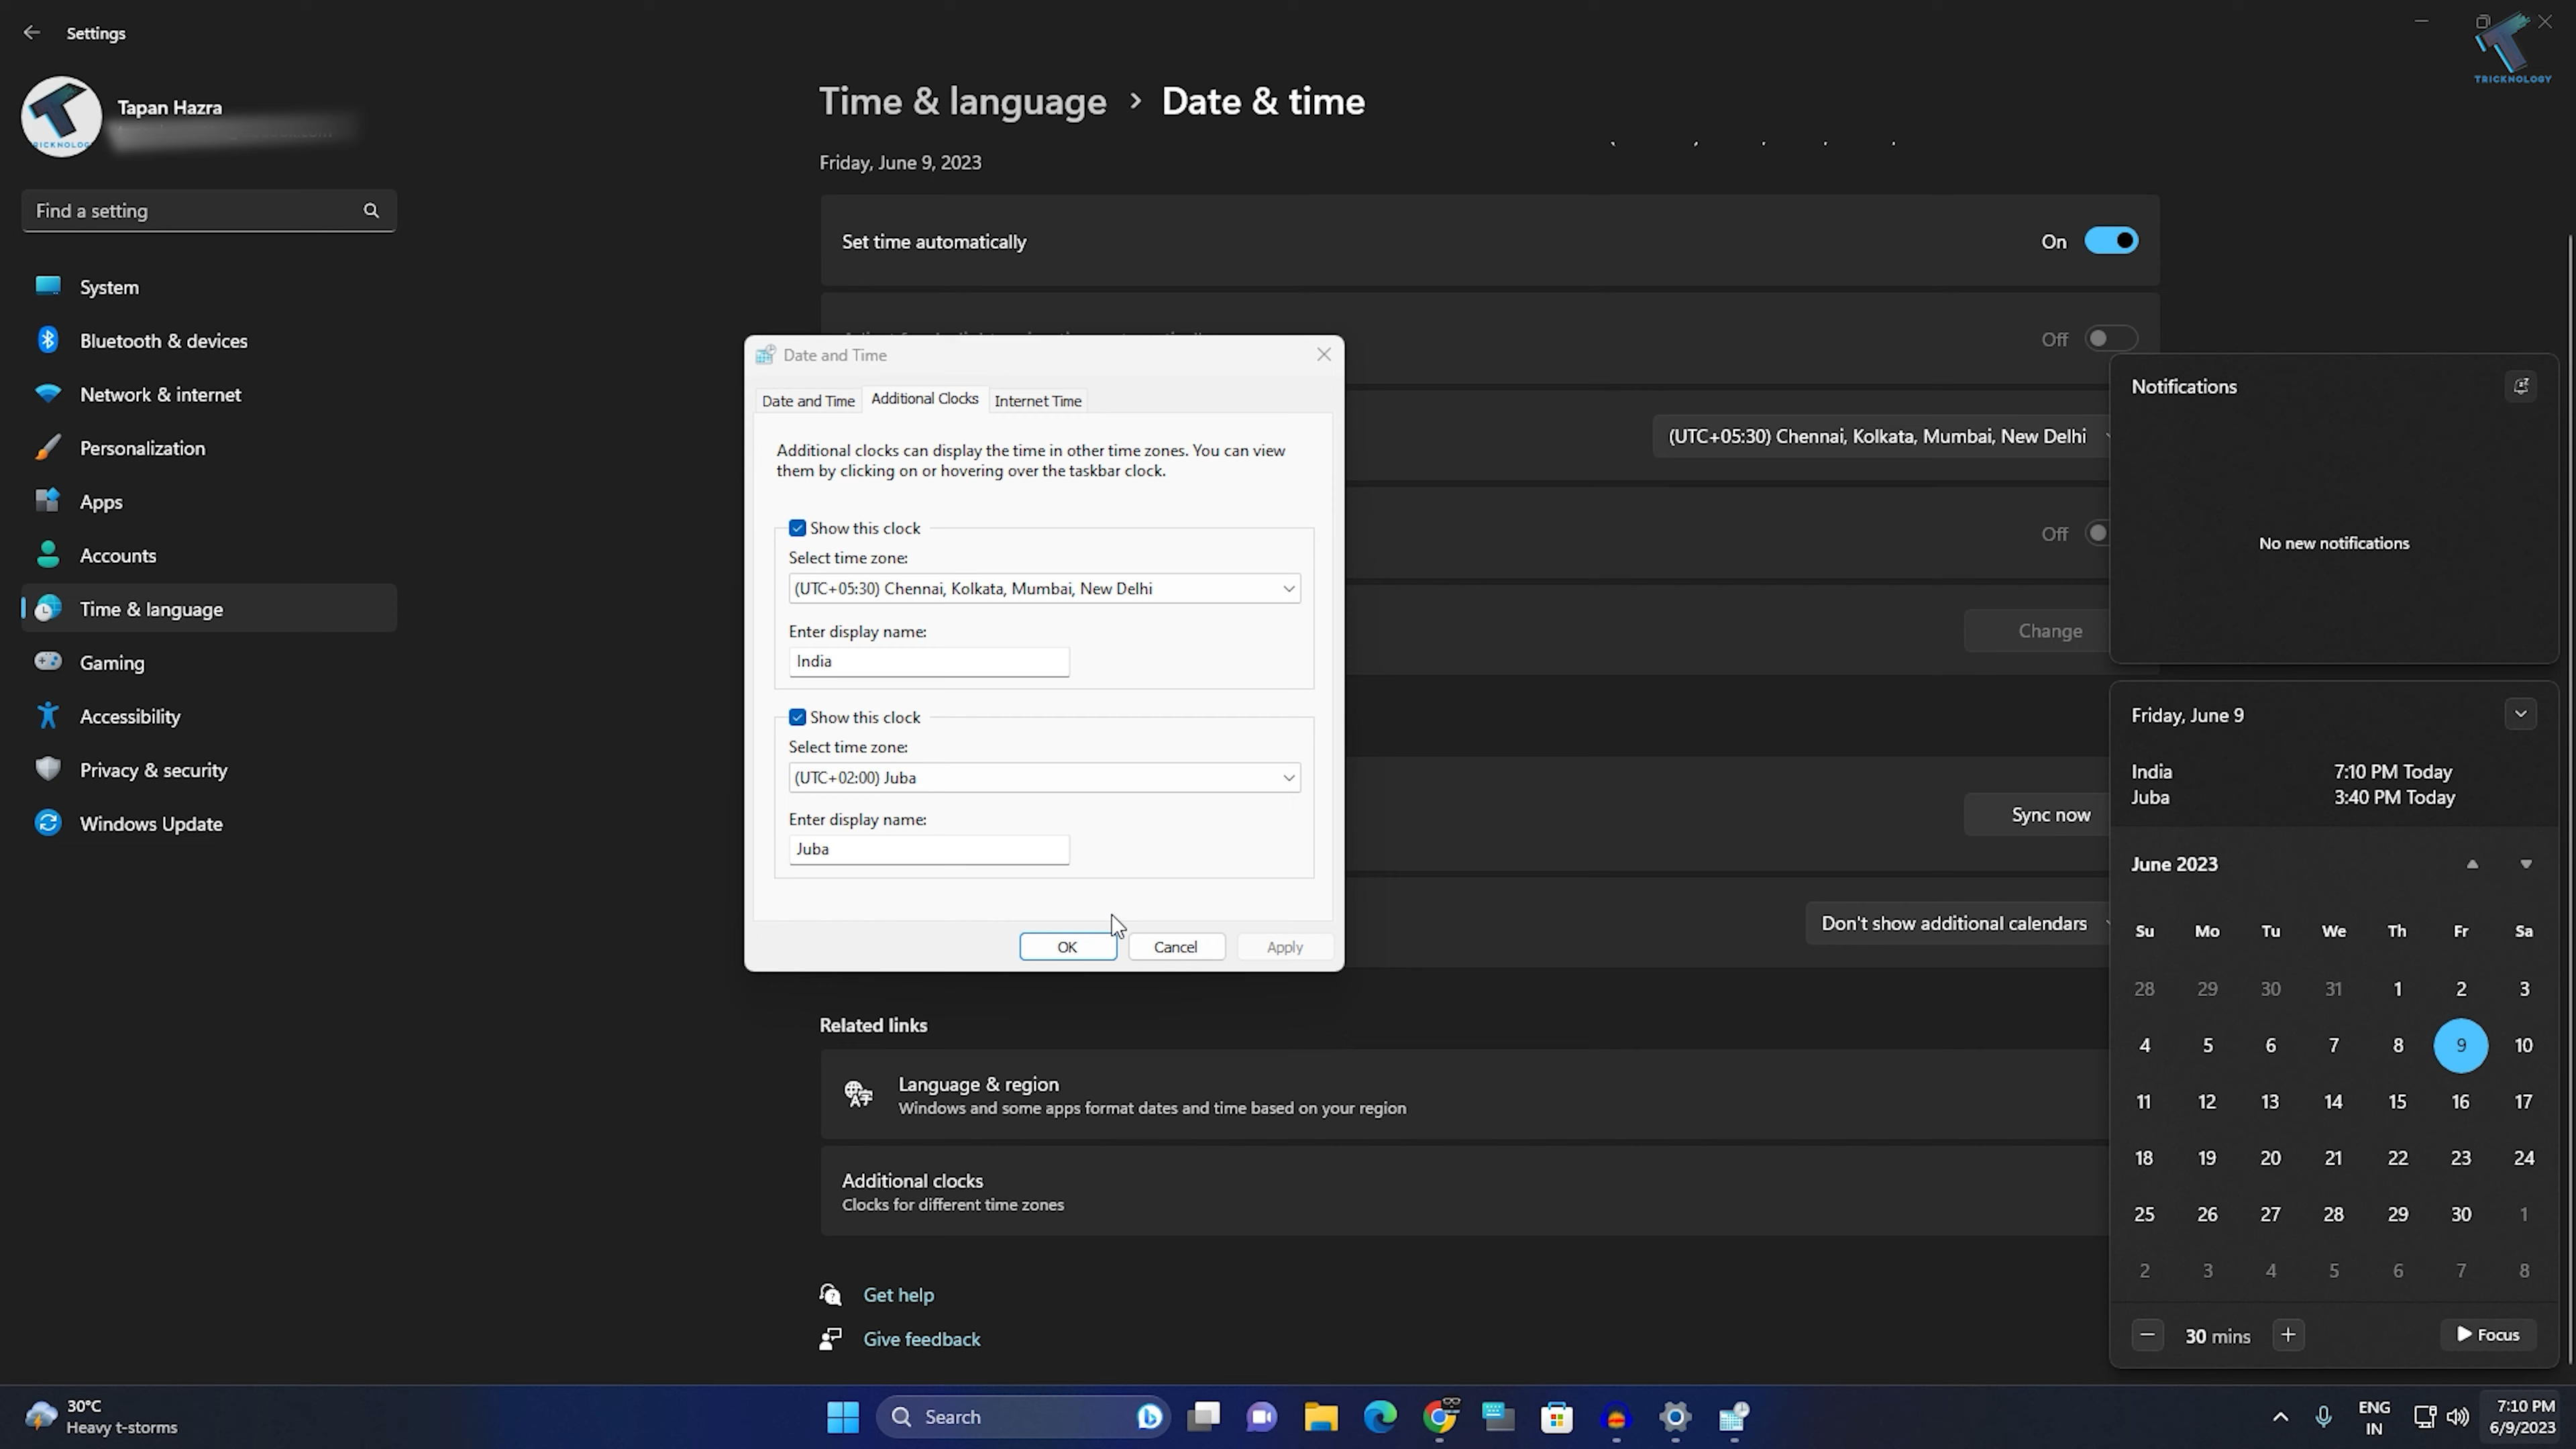 Settings
TRICKNOLOGY
Tapan Hazra
Find a setting
System
Bluetooth & devices
Network & internet
Personalization
Apps
Accounts
Time & language
Gaming
Accessibility
Privacy & security
Windows Update
Time & language > Date & time
Friday, June 9, 2023
Set time automatically
On
Off
(UTC+05:30) Chennai, Kolkata, Mumbai, New Delhi
Off
Change
Sync now
Don't show additional calendars
Date and Time
Date and Time Additional Clocks Internet Time
Additional clocks can display the time in other time zones. You can view
them by clicking on or hovering over the taskbar clock.
Show this clock
Select time zone:
(UTC+05:30) Chennai, Kolkata, Mumbai, New Delhi
Enter display name:
India
Show this clock
Select time zone:
(UTC+02:00) Juba
Enter display name:
Juba
OK Cancel Apply
Related links
Language & region
Windows and some apps format dates and time based on your region
Additional clocks
Clocks for different time zones
Get help
Give feedback
Notifications
No new notifications
Friday, June 9
India 7:10 PM Today
Juba 3:40 PM Today
June 2023
Su Mo Tu We Th Fr Sa
28 29 30 31 1 2 3
4 5 6 7 8 9 10
11 12 13 14 15 16 17
18 19 20 21 22 23 24
25 26 27 28 29 30 1
2 3 4 5 6 7 8
30 mins
Focus
30°C
Heavy t-storms
Search
ENG
IN
7:10 PM
6/9/2023